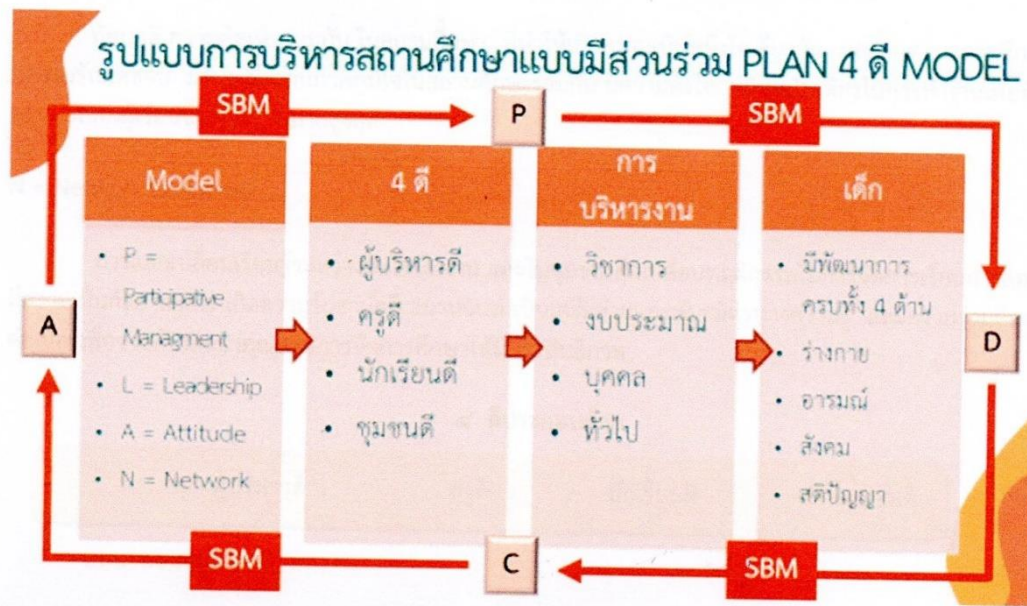 รูปแบบการบริหารสถานศึกษาแบบมีส่วนร่วม PLAN 4 ดี MODEL
SBM
P
SBM
Model
• P =
Participative
Managment
• L = Leadership
• A = Attitude
• N = Network
4 ดี
• ผู้บริหารดี
• ครูดี
• นักเรียนดี
• ชุมชนดี
การ
บริหารงาน
• วิชาการ
• งบประมาณ
• บุคคล
• ทั่วไป
เด็ก
• มีพัฒนาการ
ครบทั้ง 4 ด้าน
• ร่างกาย
• อารมณ์
• สังคม
• สติปัญญา
A
D
SBM
C
SBM